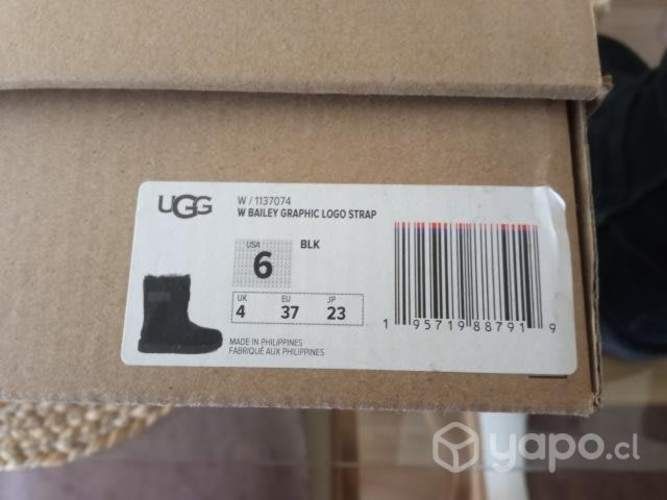 UGG
W / 1137074
W BAILEY GRAPHIC LOGO STRAP
USA
6
BLK
UK EU JP
4 37 23
MADE IN PHILIPPINES
FABRIQUÉ AUX PHILIPPINES
1 95719 88791 9
yapo.cl